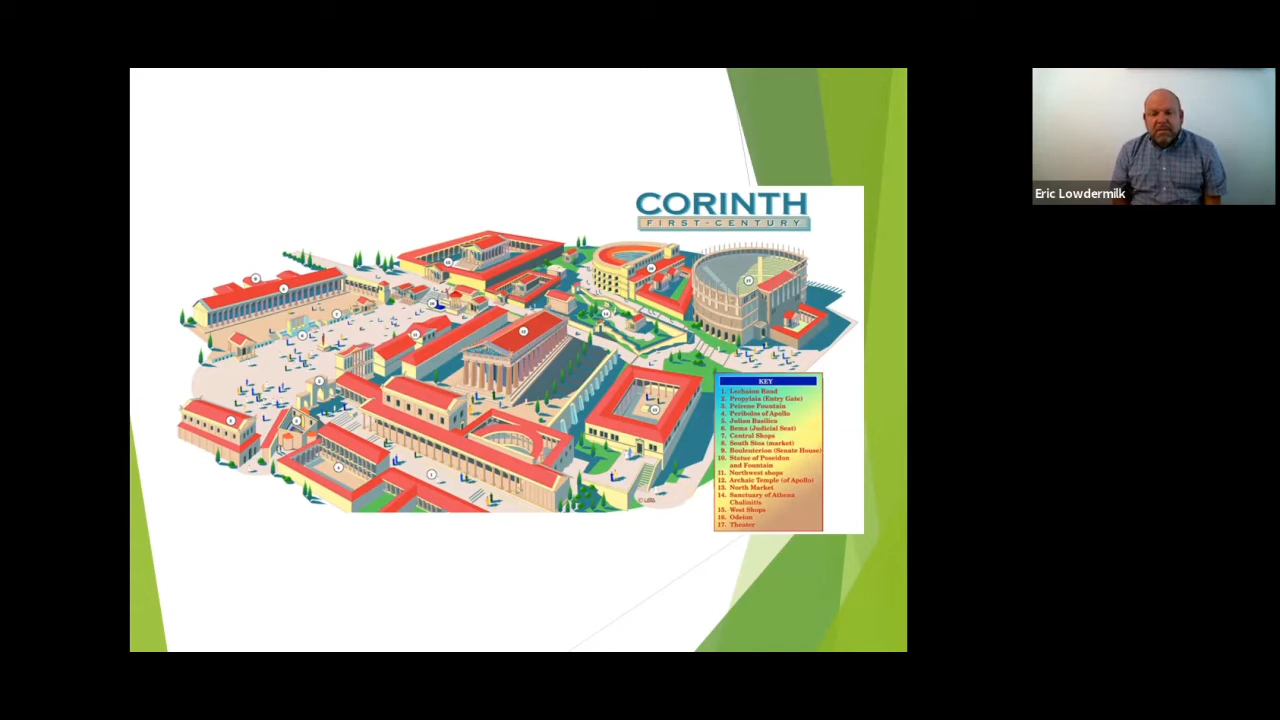 CORINTH
FIRST-CENTURY
KEY
1. Lechaion Road
2. Propylaia (Entry Gate)
3. Peirene Fountain
4. Peribolos of Apollo
5. Julian Basilica
6. Bema (Judicial Seat)
7. Central Shops
8. South Stoa (market)
9. Bouleuterion (Senate House)
10. Statue of Poseidon
and Fountain
11. Northwest shops
12. Archaic Temple (of Apollo)
13. North Market
14. Sanctuary of Athena
Chalinitis
15. West Shops
16. Odeion
17. Theater
Eric Lowdermilk